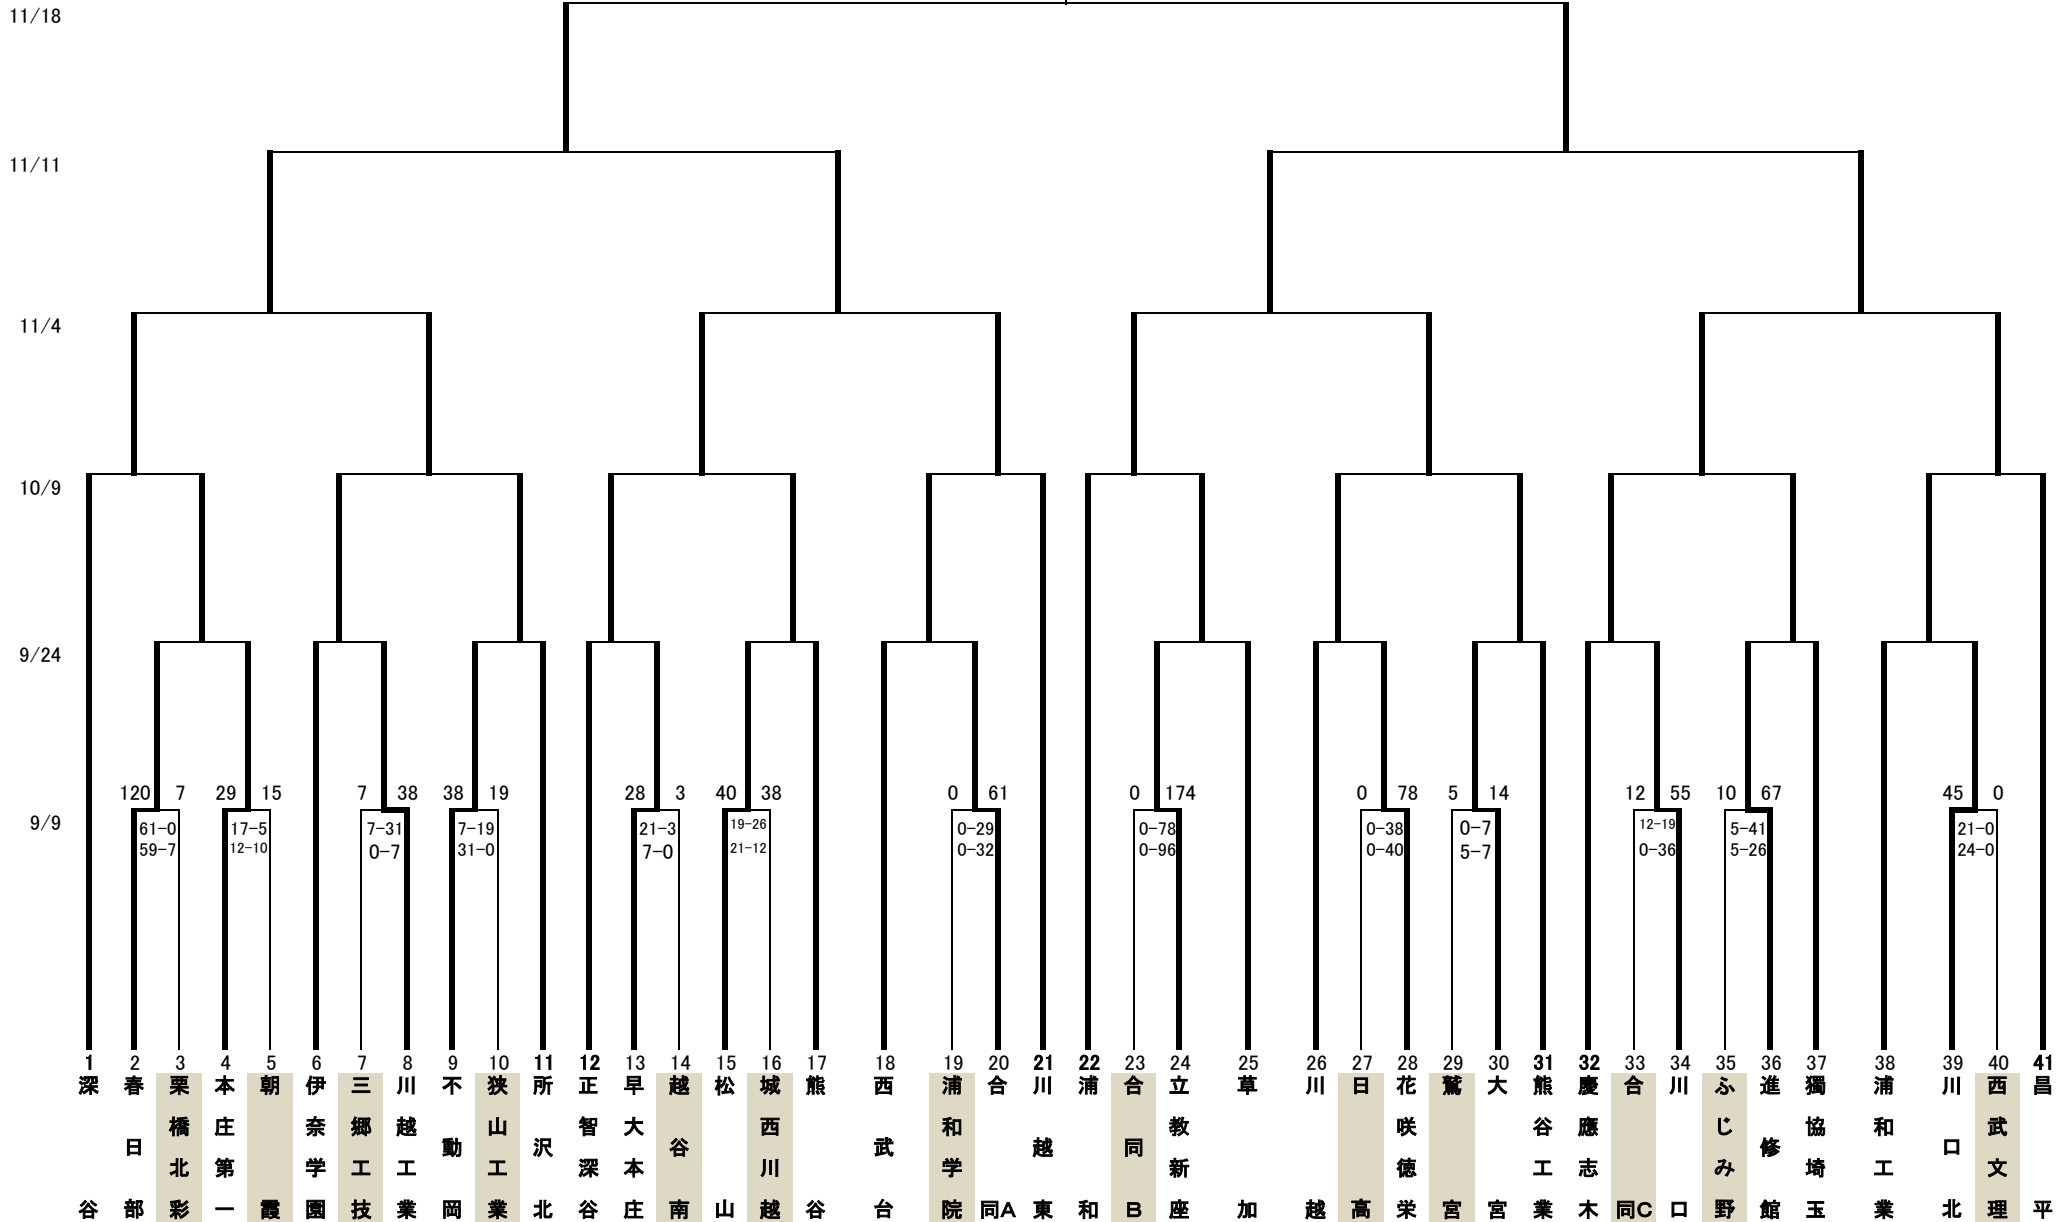 11/18
11/11
11/4
10/9
9/24
120 7 29 15 7 38 38 19 28 3 40 38 0 61 0 174 0 78 5 14 12 55 10 67 45 0
9/9
61-0 17-5 7-31 7-19 21-3 19-26 0-29 0-78 0-38 0-7 12-19 5-41 21-0
59-7 12-10 0-7 31-0 7-0 21-12 0-32 0-96 0-40 5-7 0-36 5-26 24-0
1 2 3 4 5 6 7 8 9 10 11 12 13 14 15 16 17 18 19 20 21 22 23 24 25 26 27 28 29 30 31 32 33 34 35 36 37 38 39 40 41
深谷
春日部
栗橋北彩
本庄第一
朝霞
伊奈学園
三郷工技
川越工業
不動岡
狭山工業
所沢北
正智深谷
早大本庄
越谷南
松山
城西川越
熊谷
西武台
浦和学院
合同A
川越東
浦和
合同B
立教新座
草加
川越
日高
花咲徳栄
鷲宮
大宮
熊谷工業
慶應志木
合同C
川口
ふじみ野
進修館
獨協埼玉
浦和工業
川口北
西武文理
昌平